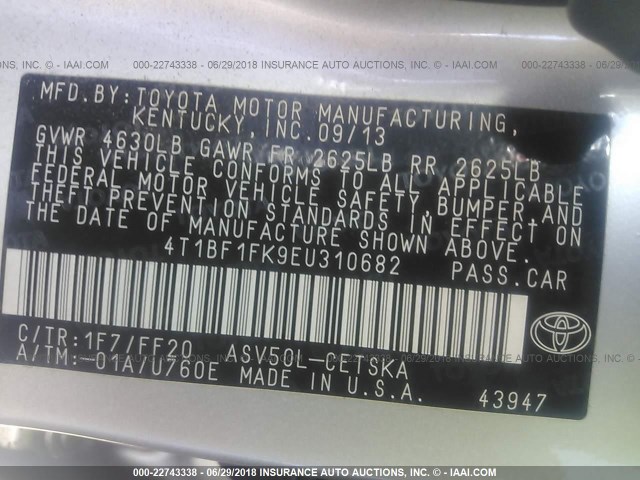 000-22743338 - 06/29/2018 INSURANCE AUTO AUCTIONS, INC.
- WWW.IAAI.COM -
MFD. BY: TOYOTA MOTOR MANUFACTURING,
KENTUCKY, INC. 09/13
GVWR 4630LB GAWR FR 2625LB RR 2625LB
THIS VEHICLE CONFORMS TO ALL APPLICABLE
FEDERAL MOTOR VEHICLE SAFETY, BUMPER, AND
THEFT PREVENTION STANDARDS IN EFFECT ON
THE DATE OF MANUFACTURE SHOWN ABOVE.
4T1BF1FK9EU310682 PASS. CAR
C/TR: 1F7/FF20 ASV50L-CETSKA
A/TM: -01A/U760E MADE IN U.S.A.
43947
000-22743338 - 06/29/2018 INSURANCE AUTO AUCTIONS, INC.
- WWW.IAAI.COM -
000-22743338 - 06/29/2018 INSURANCE AUTO AUCTIONS, INC.
- WWW.IAAI.COM -